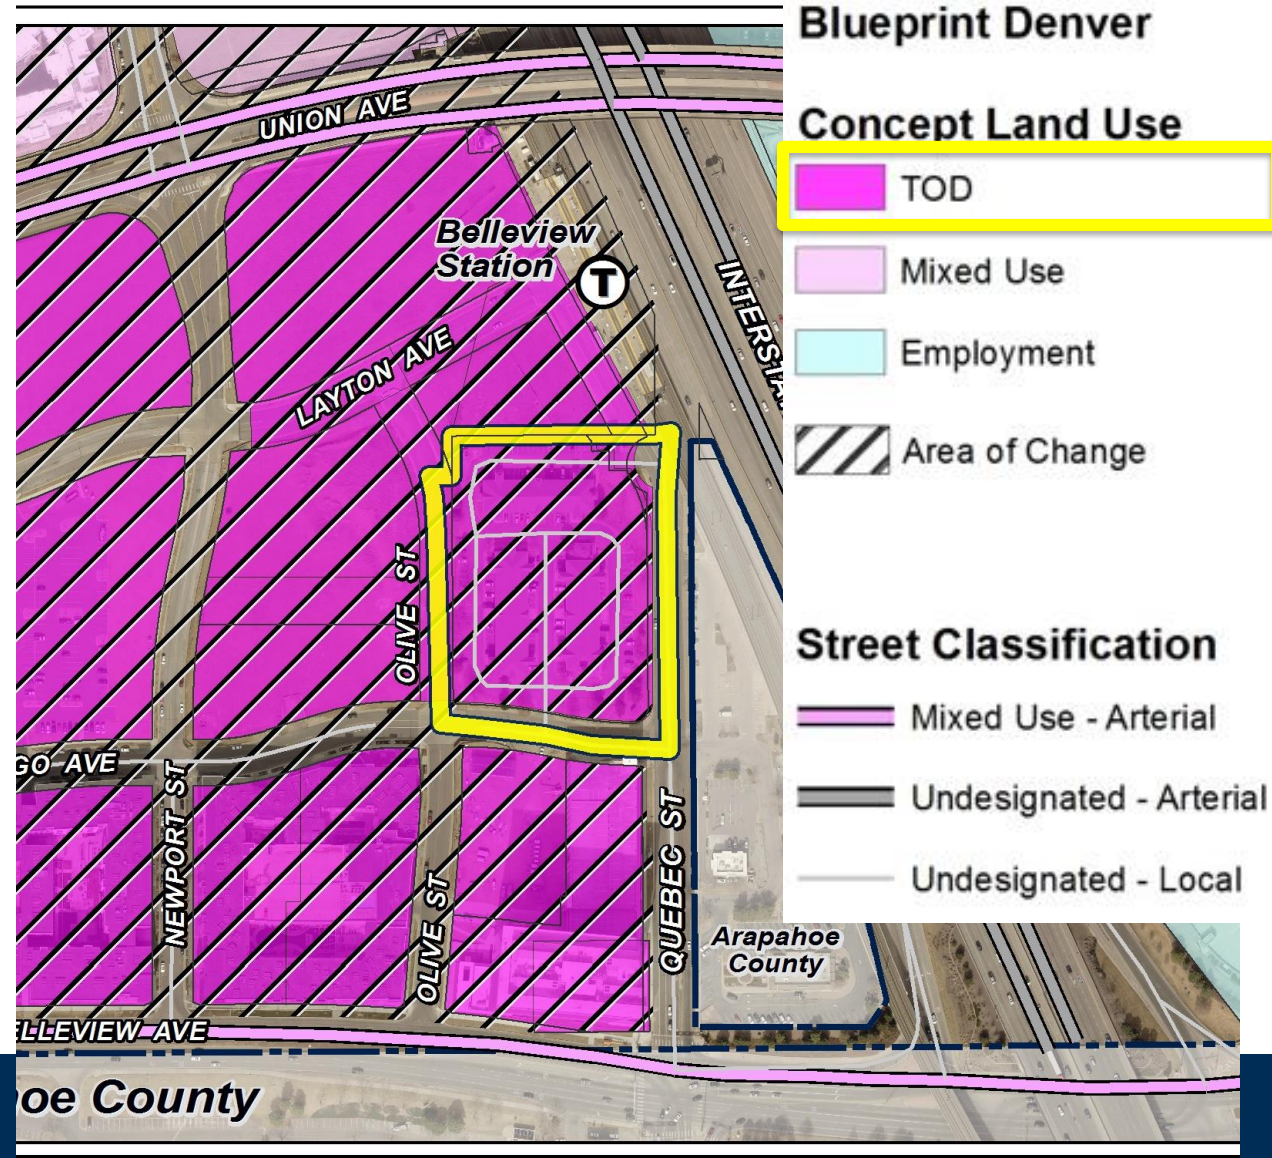 Blueprint Denver
Concept Land Use
TOD
Mixed Use
Employment
Area of Change
Street Classification
Mixed Use - Arterial
Undesignated - Arterial
Undesignated - Local
UNION AVE
Belleview
Station
T
INTERSTA
LAYTON AVE
OLIVE ST
GO AVE
NEWPORT ST
OLIVE ST
QUEBEC ST
Arapahoe
County
ELLEVIEW AVE
oe County